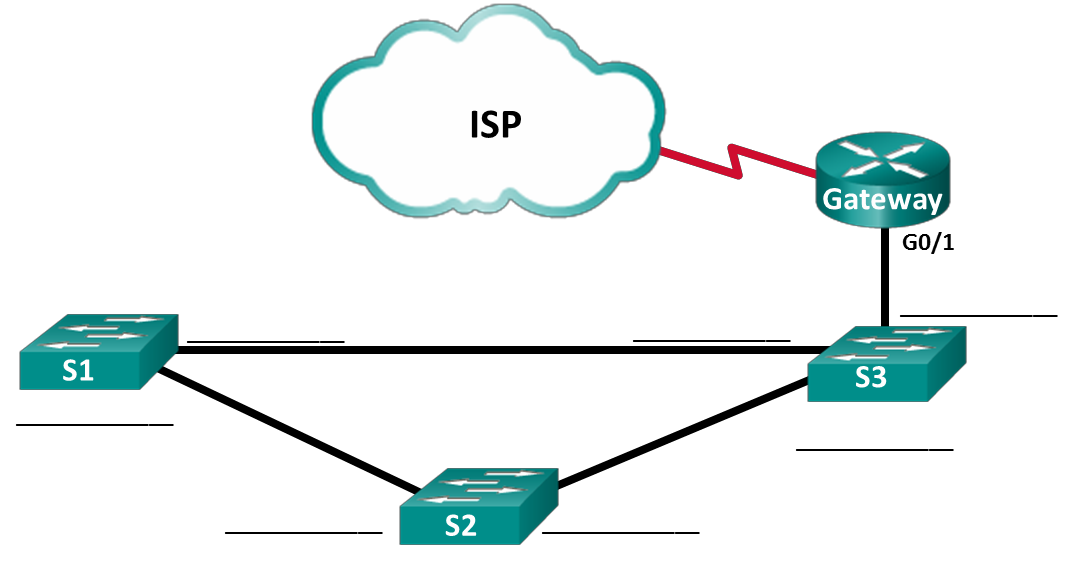 ISP
Gateway
G0/1
S1
S3
S2